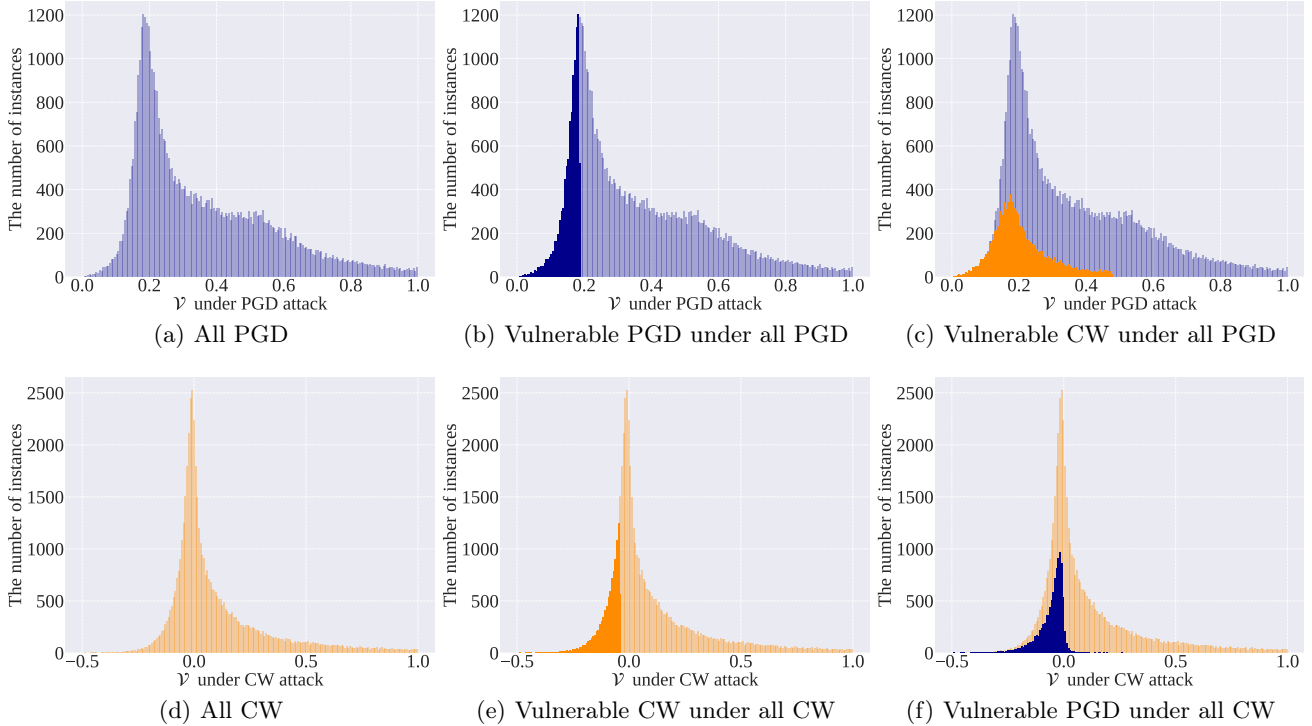 The number of instances
1200
1000
800
600
400
200
0
0.0 0.2 0.4 0.6 0.8 1.0
𝒱 under PGD attack
(a) All PGD
The number of instances
1200
1000
800
600
400
200
0
0.0 0.2 0.4 0.6 0.8 1.0
𝒱 under PGD attack
(b) Vulnerable PGD under all PGD
The number of instances
1200
1000
800
600
400
200
0
0.0 0.2 0.4 0.6 0.8 1.0
𝒱 under PGD attack
(c) Vulnerable CW under all PGD
The number of instances
2500
2000
1500
1000
500
0
−0.5 0.0 0.5 1.0
𝒱 under CW attack
(d) All CW
The number of instances
2500
2000
1500
1000
500
0
−0.5 0.0 0.5 1.0
𝒱 under CW attack
(e) Vulnerable CW under all CW
The number of instances
2500
2000
1500
1000
500
0
−0.5 0.0 0.5 1.0
𝒱 under CW attack
(f) Vulnerable PGD under all CW